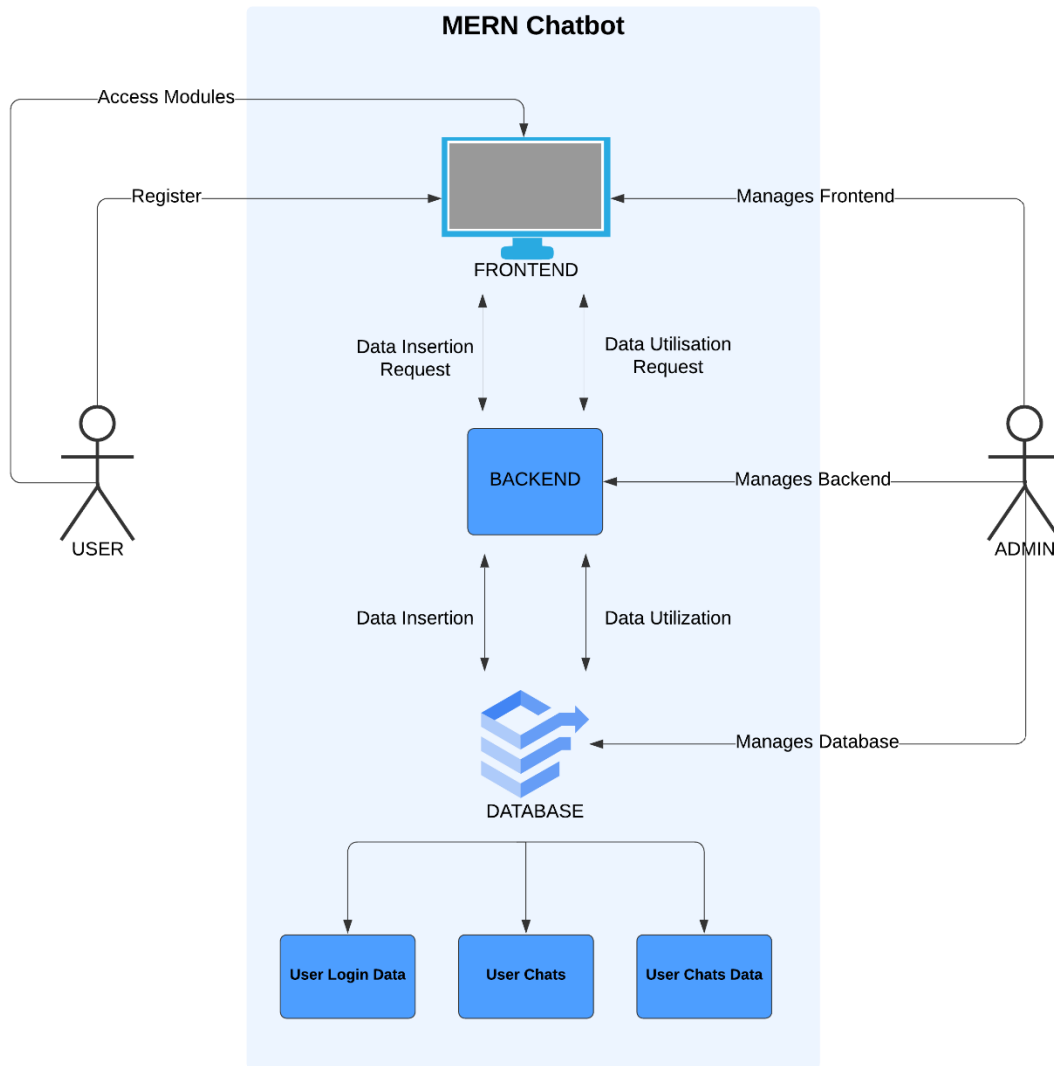 MERN Chatbot
Access Modules
Register
Manages Frontend
FRONTEND
Data Insertion
Request
Data Utilisation
Request
BACKEND
Manages Backend
USER
ADMIN
Data Insertion
Data Utilization
Manages Database
DATABASE
User Login Data
User Chats
User Chats Data